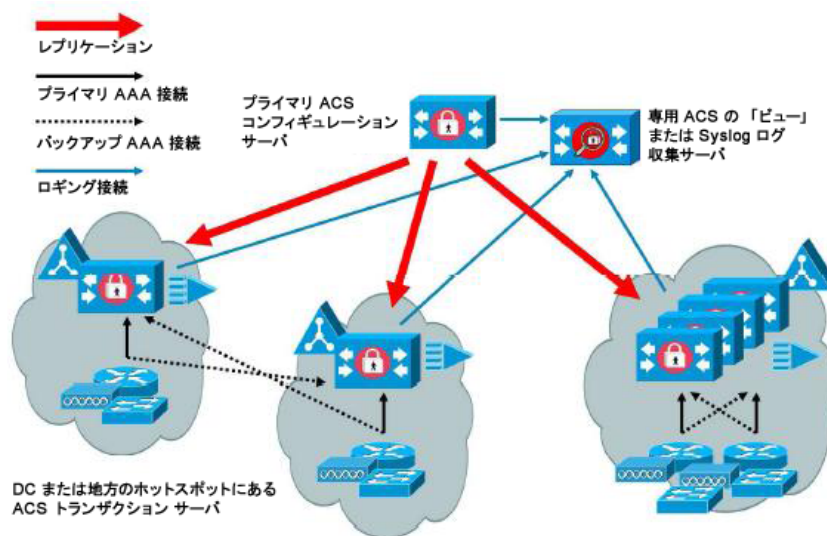 レプリケーション
プライマリ AAA 接続
バックアップ AAA 接続
ロギング接続
プライマリ ACS
コンフィギュレーション
サーバ
専用 ACS の 「ビュー」
または Syslog ログ
収集サーバ
DC または地方のホットスポットにある
ACS トランザクション サーバ